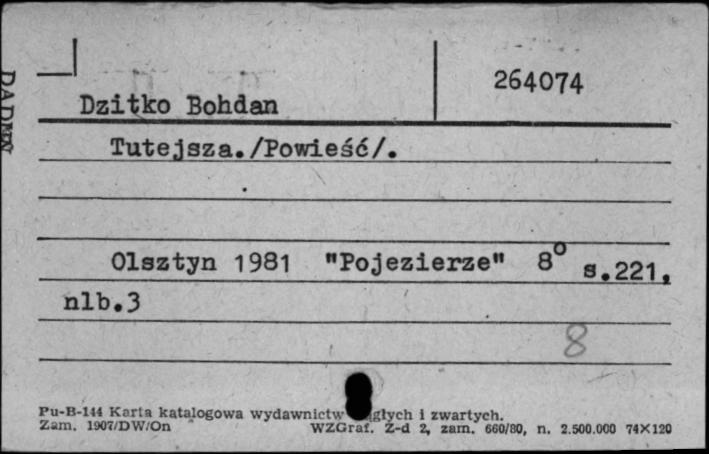 264074
Dzitko Bohdan
Tutejsza./Powieść/.
Olsztyn 1981 "Pojezierze" 8° s.221,
nlb.3
8
Pu-B-144 Karta katalogowa wydawnictw i zwartych.
Zam. 1907/DW/On WZGraf. Z-d 2, zam. 660/80, n. 2.500.000 74X120